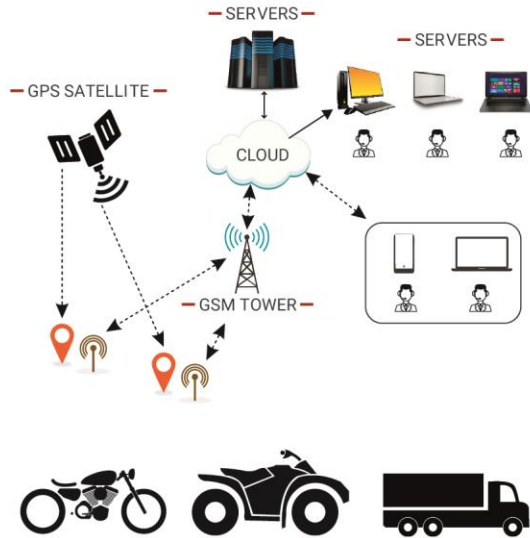 SERVERS
SERVERS
GPS SATELLITE
CLOUD
GSM TOWER